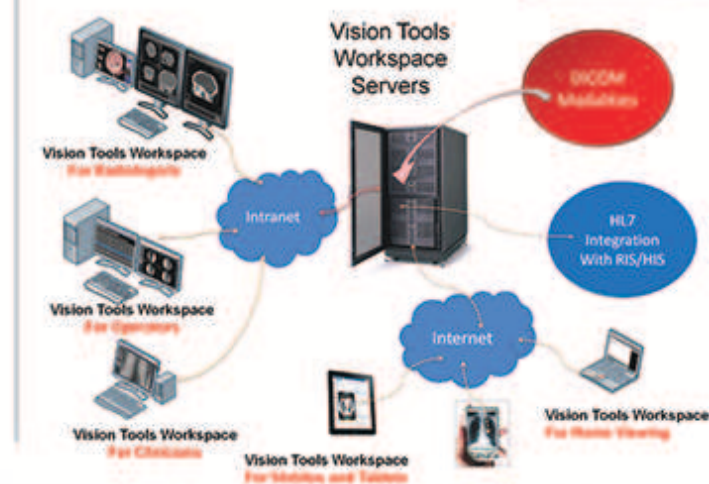 Vision Tools
Workspace
Servers
DICOM
Modalities
Vision Tools Workspace
For Radiologists
Intranet
HL7
Integration
With RIS/HIS
Vision Tools Workspace
For Operators
Internet
Vision Tools Workspace
For Clinicians
Vision Tools Workspace
For Home Viewing
Vision Tools Workspace
For Mobiles and Tablets